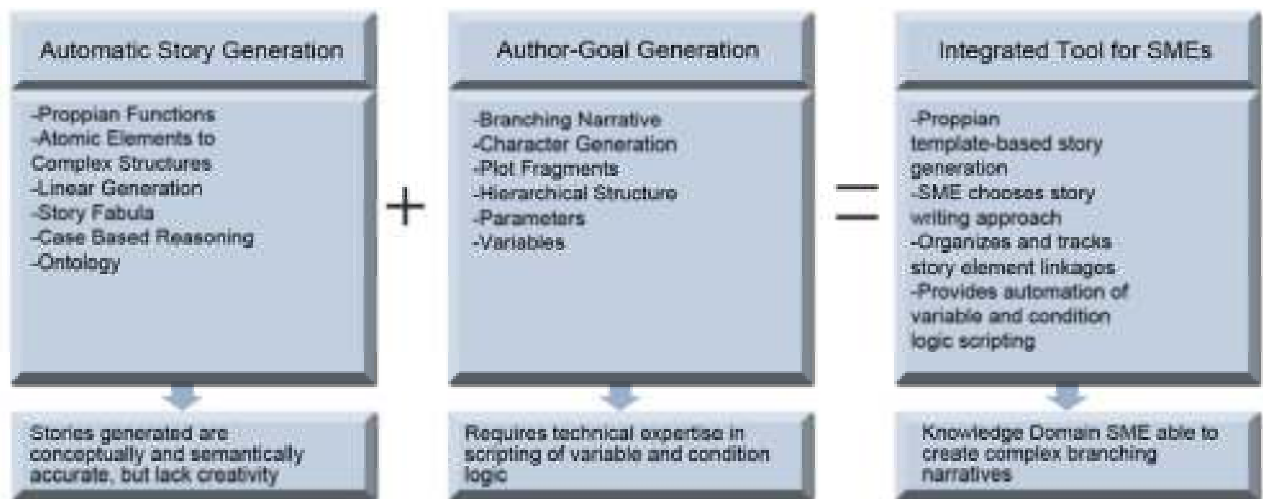 Automatic Story Generation
-Proppian Functions
-Atomic Elements to
Complex Structures
-Linear Generation
-Story Fabula
-Case Based Reasoning
-Ontology
Stories generated are
conceptually and semantically
accurate, but lack creativity
+
Author-Goal Generation
-Branching Narrative
-Character Generation
-Plot Fragments
-Hierarchical Structure
-Parameters
-Variables
Requires technical expertise in
scripting of variable and condition
logic
=
Integrated Tool for SMEs
-Proppian
template-based story
generation
-SME chooses story
writing approach
-Organizes and tracks
story element linkages
-Provides automation of
variable and condition
logic scripting
Knowledge Domain SME able to
create complex branching
narratives